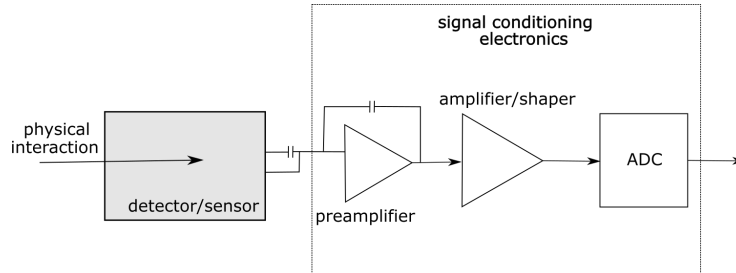 signal conditioning
electronics
physical
interaction
detector/sensor
preamplifier
amplifier/shaper
ADC